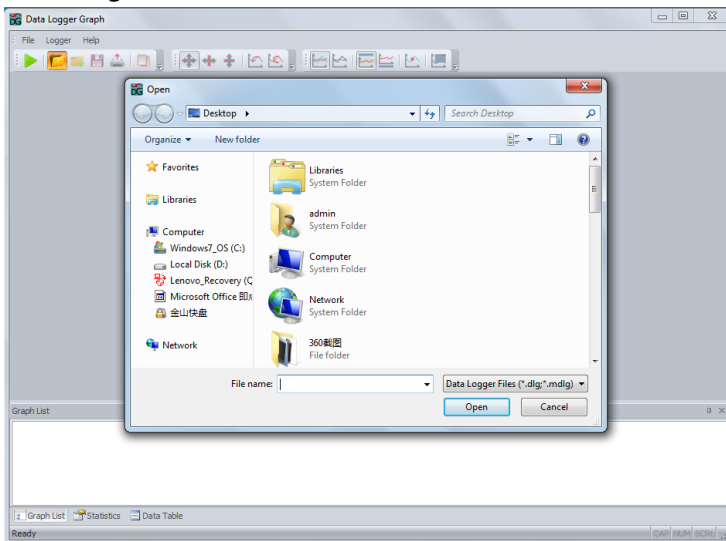 Data Logger Graph
File Logger Help
Open
Desktop
Search Desktop
Organize New folder
Favorites
Libraries
Computer
Windows7_OS (C:)
Local Disk (D:)
Lenovo_Recovery (Q
Microsoft Office
金山快盘
Network
Libraries
System Folder
admin
System Folder
Computer
System Folder
Network
System Folder
360截图
File folder
File name:
Data Logger Files (*.dlg;*.mdlg)
Open Cancel
Graph List
Graph List Statistics Data Table
Ready
CAP NUM SCRL